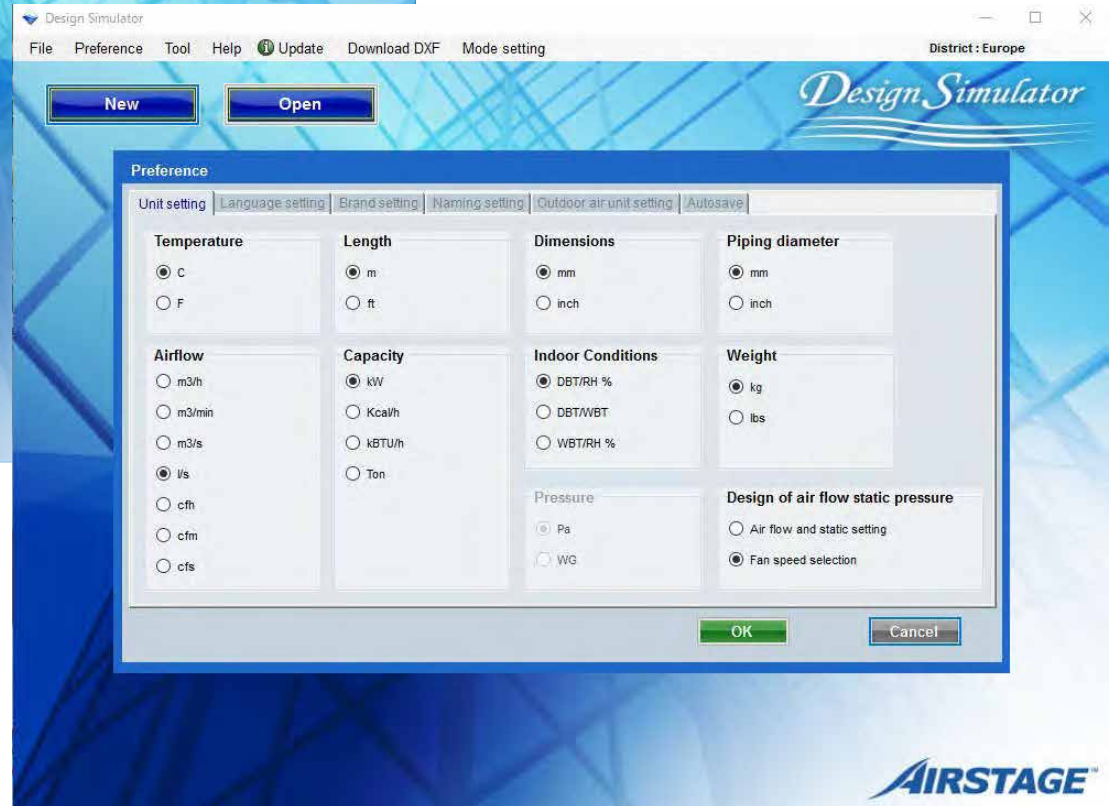 Design Simulator
File Preference Tool Help Update Download DXF Mode setting District : Europe
New Open Design Simulator
Preference
Unit setting Language setting Brand setting Naming setting Outdoor air unit setting Autosave
Temperature Length Dimensions Piping diameter
C m mm mm
F ft inch inch
Airflow Capacity Indoor Conditions Weight
m3/h kW DBT/RH % kg
m3/min Kcal/h DBT/WBT lbs
m3/s kBTU/h WBT/RH %
l/s Ton
Pressure Design of air flow static pressure
cfh Pa Air flow and static setting
cfm WG Fan speed selection
cfs
OK Cancel
AIRSTAGE™